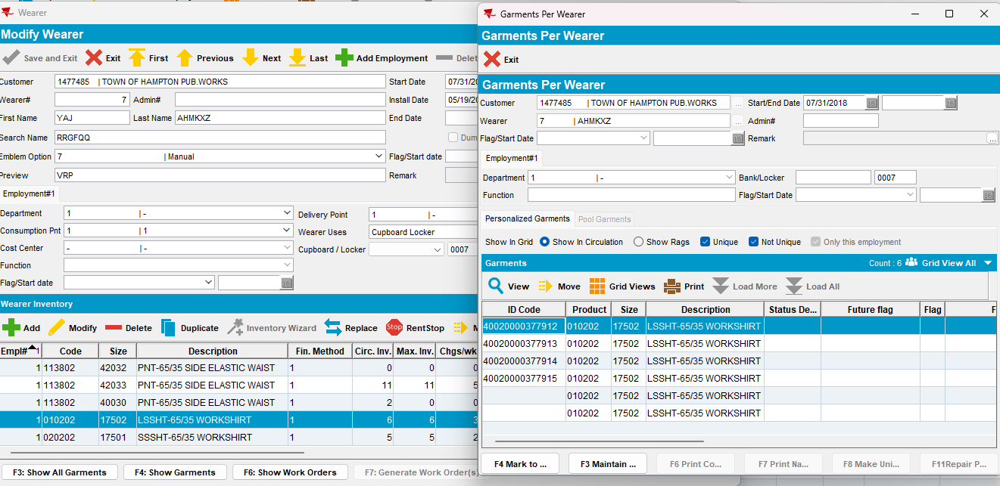 Wearer
Modify Wearer
Save and Exit Exit First Previous Next Last Add Employment
Customer 1477485 | TOWN OF HAMPTON PUB.WORKS Start Date 07/31/20
Wearer# 7 Admin# Install Date 05/19/20
First Name YAJ Last Name AHMKXZ End Date
Search Name RRGFQQ Dum
Emblem Option 7 | Manual Flag/Start date
Preview VRP Remark
Employment#1
Department 1 | - Delivery Point 1 | -
Consumption Pnt 1 | 1 Wearer Uses Cupboard Locker
Cost Center - | - Cupboard / Locker 0007
Function
Flag/Start date 16
Wearer Inventory
Add Modify Delete Duplicate Inventory Wizard Replace Stop RentStop M
Empl# 1 Code Size Description Fin. Method Circ. Inv. Max. Inv. Chgs/wk
1 113802 42032 PNT-65/35 SIDE ELASTIC WAIST 1 0 0 0
1 113802 42033 PNT-65/35 SIDE ELASTIC WAIST 1 11 11 5
1 113802 40030 PNT-65/35 SIDE ELASTIC WAIST 1 2 0 0
1 010202 17502 LSSHT-65/35 WORKSHIRT 1 6 6 3
1 020202 17501 SSSHT-65/35 WORKSHIRT 1 5 5 2
F3: Show All Garments F4: Show Garments F6: Show Work Orders F7: Generate Work Order(s)
Garments Per Wearer
Garments Per Wearer
Exit
Garments Per Wearer
Customer 1477485 | TOWN OF HAMPTON PUB.WORKS ... Start/End Date 07/31/2018 16 16
Wearer 7 | AHMKXZ ... Admin#
Flag/Start Date 16 Remark ...
Employment#1
Department 1 | - Bank/Locker 0007
Function Flag/Start Date 16
Personalized Garments Pool Garments
Show In Grid Show In Circulation Show Rags Unique Not Unique Only this employment
Garments Count : 6 Grid View All
View Move Grid Views Print Load More Load All
ID Code Product Size Description Status De... Future flag Flag F
40020000377912 010202 17502 LSSHT-65/35 WORKSHIRT
40020000377913 010202 17502 LSSHT-65/35 WORKSHIRT
40020000377914 010202 17502 LSSHT-65/35 WORKSHIRT
40020000377915 010202 17502 LSSHT-65/35 WORKSHIRT
010202 17502 LSSHT-65/35 WORKSHIRT
010202 17502 LSSHT-65/35 WORKSHIRT
F4 Mark to ... F3 Maintain ... F6 Print Co... F7 Print Na... F8 Make Uni... F11Repair P...